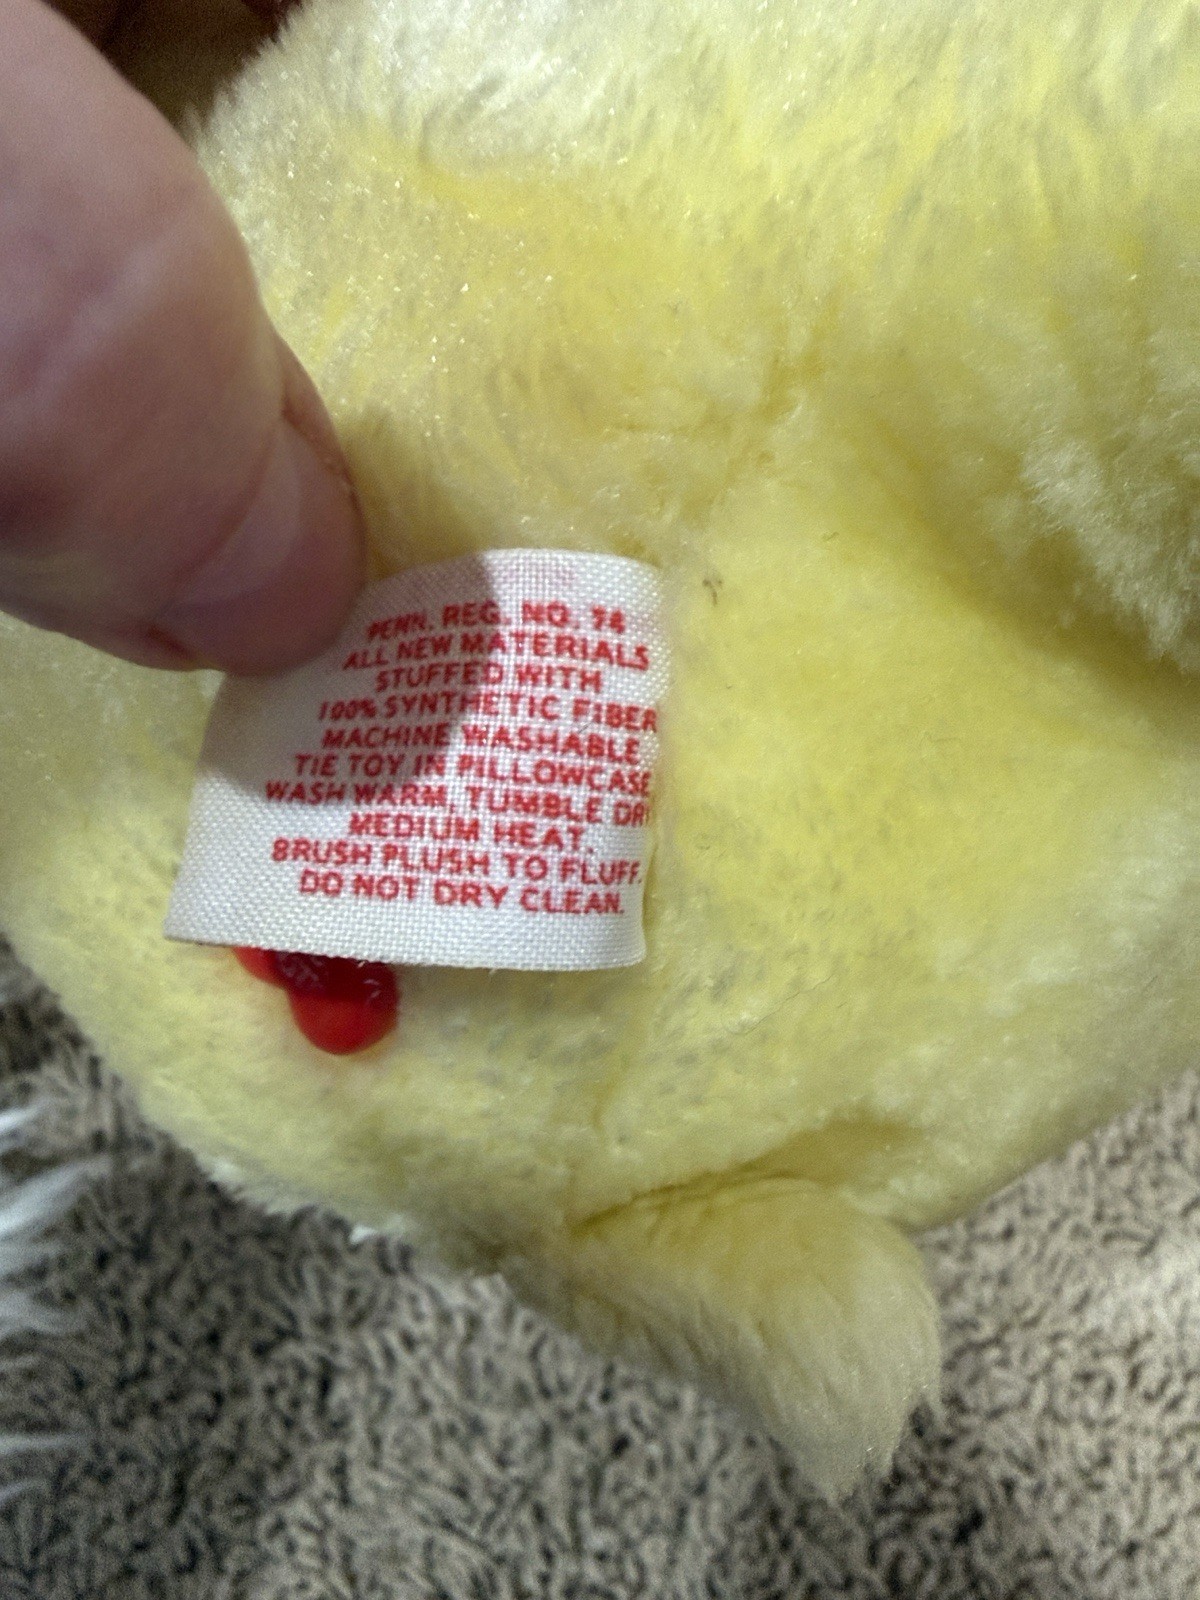 PENN. REG. NO. 74
ALL NEW MATERIALS
STUFFED WITH
100% SYNTHETIC FIBER
MACHINE WASHABLE
TIE TOY IN PILLOWCASE
WASH WARM, TUMBLE DRY
MEDIUM HEAT.
BRUSH PLUSH TO FLUFF.
DO NOT DRY CLEAN.